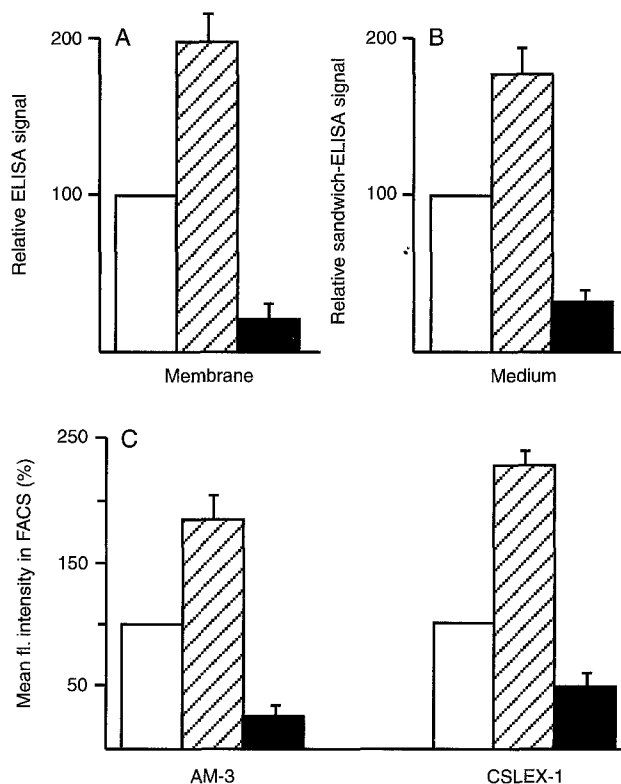 A
Relative ELISA signal
200
100
Membrane
B
Relative sandwich-ELISA signal
200
100
Medium
C
Mean fl. intensity in FACS (%)
250
150
50
AM-3
CSLEX-1